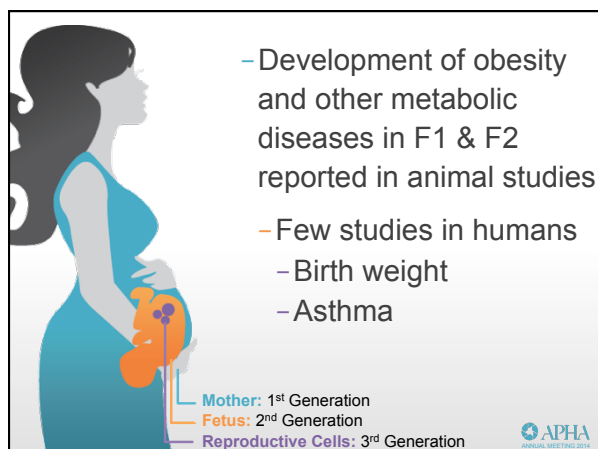 –Development of obesity
and other metabolic
diseases in F1 & F2
reported in animal studies
–Few studies in humans
–Birth weight
–Asthma
Mother: 1st Generation
Fetus: 2nd Generation
Reproductive Cells: 3rd Generation
APHA
ANNUAL MEETING 2014